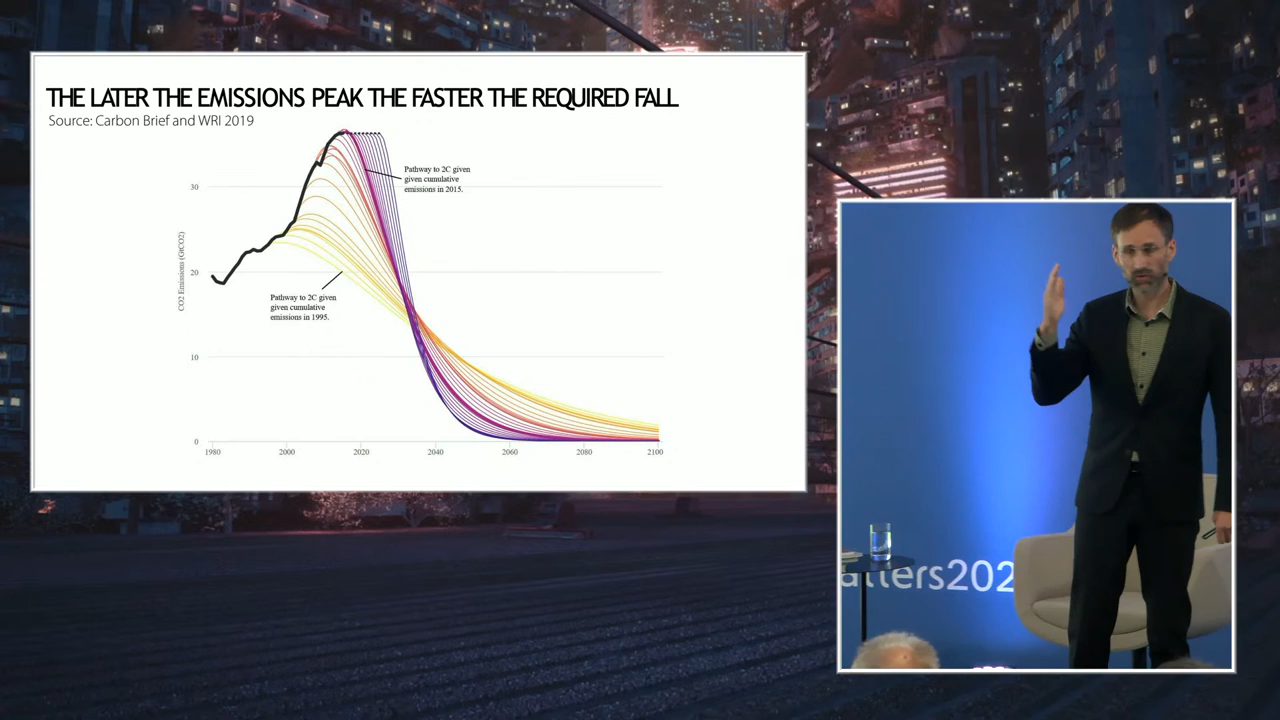 THE LATER THE EMISSIONS PEAK THE FASTER THE REQUIRED FALL
Source: Carbon Brief and WRI 2019
CO2 Emissions (GtCO2)
30
20
10
0
Pathway to 2C given
given cumulative
emissions in 2015.
Pathway to 2C given
given cumulative
emissions in 1995.
1980
2000
2020
2040
2060
2080
2100
atters202